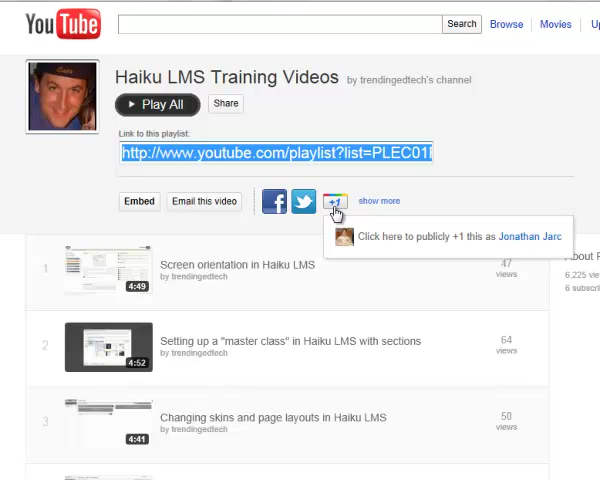 YouTube
Search
Browse
Movies
Haiku LMS Training Videos by trendingedtech's channel
Play All
Share
Link to this playlist:
http://www.youtube.com/playlist?list=PLEC01
Embed
Email this video
+1
show more
Click here to publicly +1 this as Jonathan Jarc
1
4:49
Screen orientation in Haiku LMS
by trendingedtech
47
views
About
6,225
6
2
4:52
Setting up a "master class" in Haiku LMS with sections
by trendingedtech
64
views
3
4:41
Changing skins and page layouts in Haiku LMS
by trendingedtech
50
views